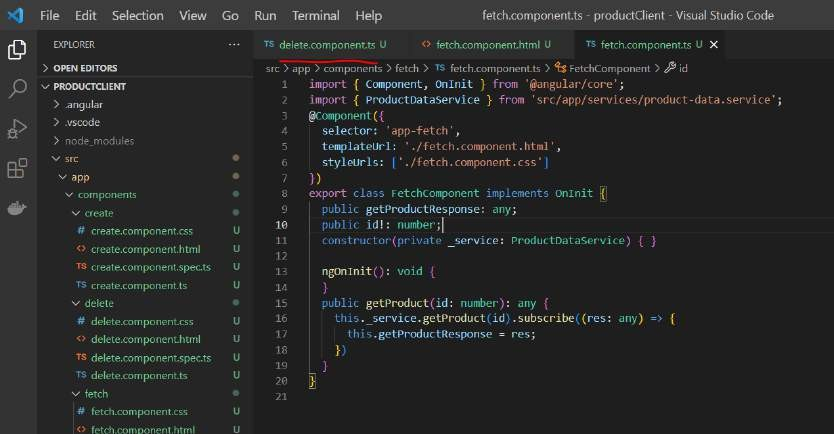 File Edit Selection View Go Run Terminal Help fetch.component.ts - productClient - Visual Studio Code
EXPLORER ···
OPEN EDITORS
PRODUCTCLIENT
.angular
.vscode
node_modules
src
app
components
create
# create.component.css U
<> create.component.html U
TS create.component.spec.ts U
TS create.component.ts U
delete
# delete.component.css U
<> delete.component.html U
TS delete.component.spec.ts U
TS delete.component.ts U
fetch
# fetch.component.css U
<> fetch.component.html U
TS delete.component.ts U
<> fetch.component.html U
TS fetch.component.ts U
src > app > components > fetch > TS fetch.component.ts > FetchComponent > id
1 import { Component, OnInit } from '@angular/core';
2 import { ProductDataService } from 'src/app/services/product-data.service';
3 @Component({
4 selector: 'app-fetch',
5 templateUrl: './fetch.component.html',
6 styleUrls: ['./fetch.component.css']
7 })
8 export class FetchComponent implements OnInit {
9 public getProductResponse: any;
10 public id!: number;
11 constructor(private _service: ProductDataService) { }
12
13 ngOnInit(): void {
14 }
15 public getProduct(id: number): any {
16 this._service.getProduct(id).subscribe((res: any) => {
17 this.getProductResponse = res;
18 })
19 }
20 }
21